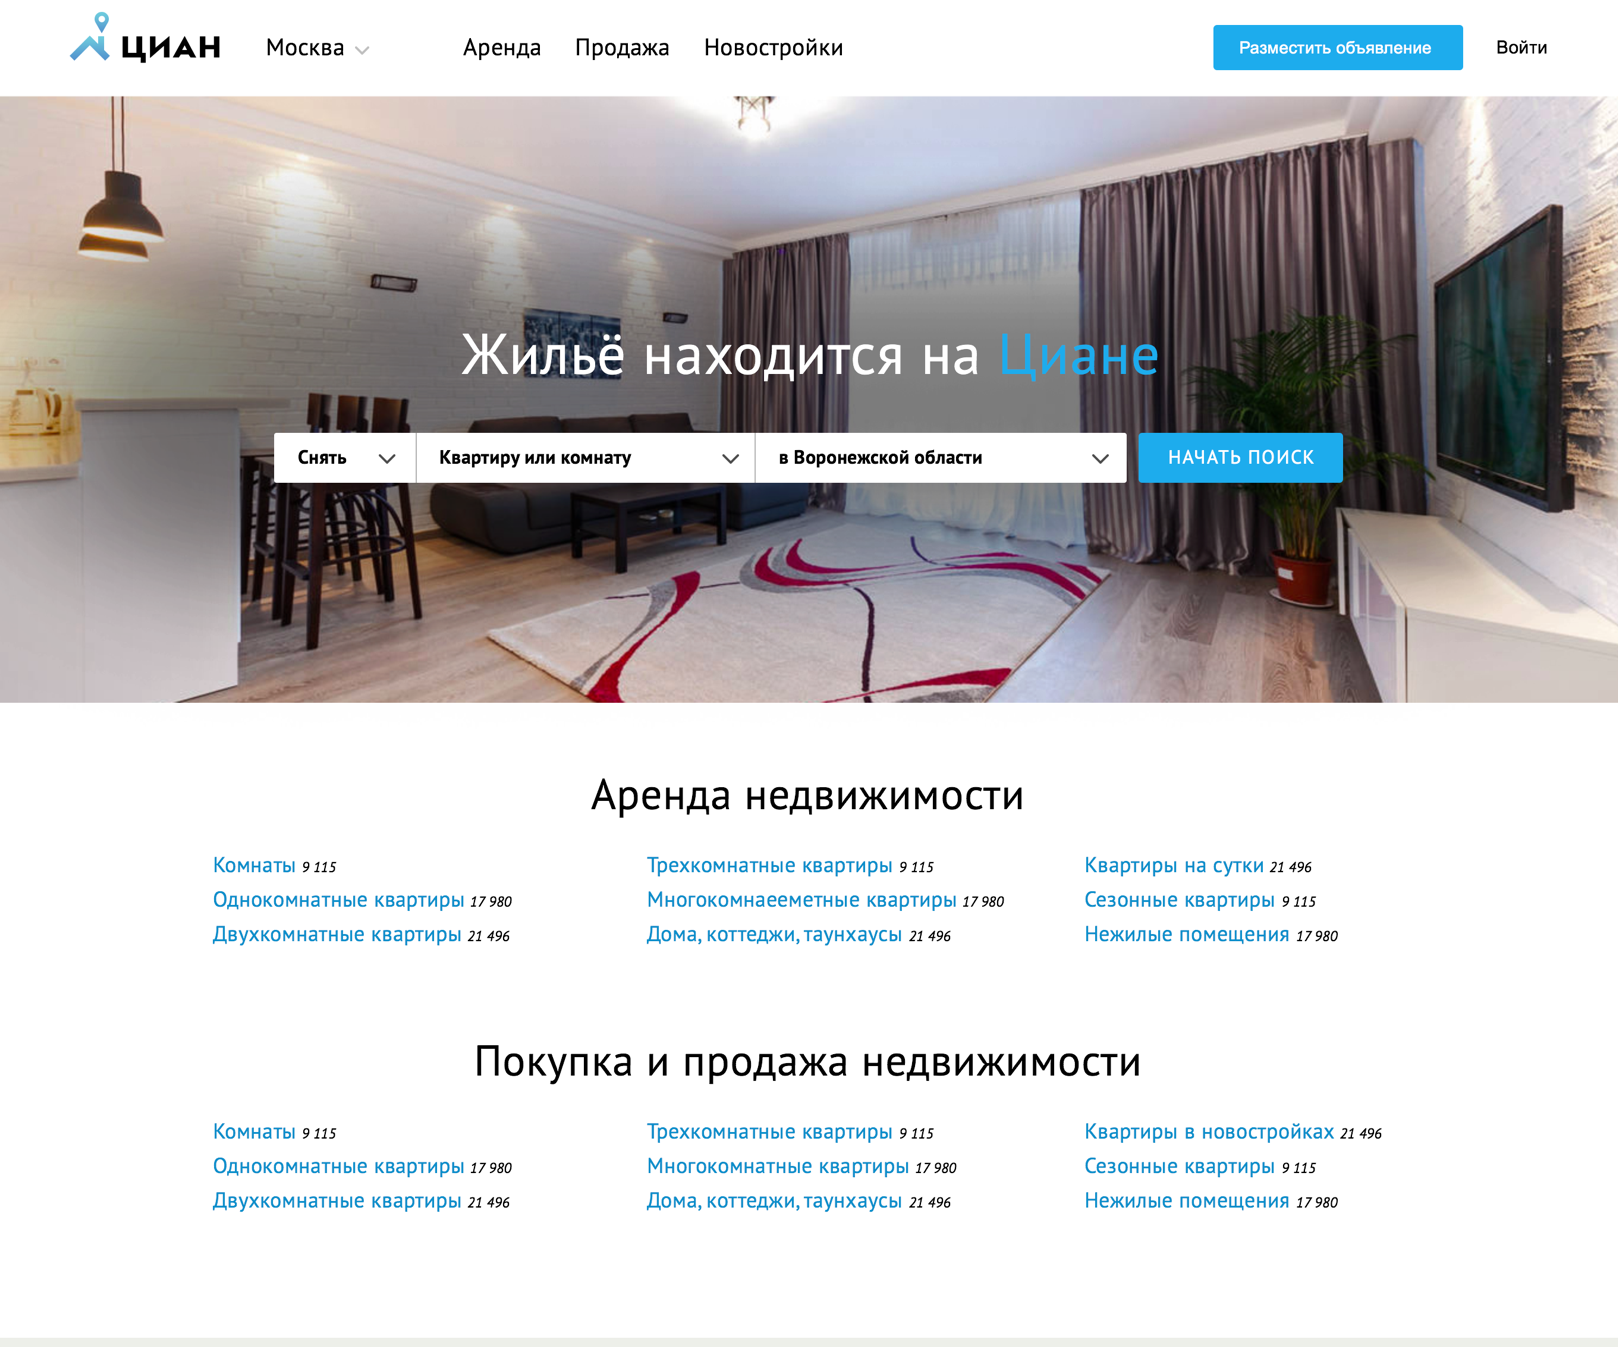 ЦИАН Москва Аренда Продажа Новостройки Разместить объявление Войти
Жильё находится на Циане
Снять Квартиру или комнату в Воронежской области НАЧАТЬ ПОИСК
Аренда недвижимости
Комнаты 9 115 Трехкомнатные квартиры 9 115 Квартиры на сутки 21 496
Однокомнатные квартиры 17 980 Многокомнаееметные квартиры 17 980 Сезонные квартиры 9 115
Двухкомнатные квартиры 21 496 Дома, коттеджи, таунхаусы 21 496 Нежилые помещения 17 980
Покупка и продажа недвижимости
Комнаты 9 115 Трехкомнатные квартиры 9 115 Квартиры в новостройках 21 496
Однокомнатные квартиры 17 980 Многокомнатные квартиры 17 980 Сезонные квартиры 9 115
Двухкомнатные квартиры 21 496 Дома, коттеджи, таунхаусы 21 496 Нежилые помещения 17 980